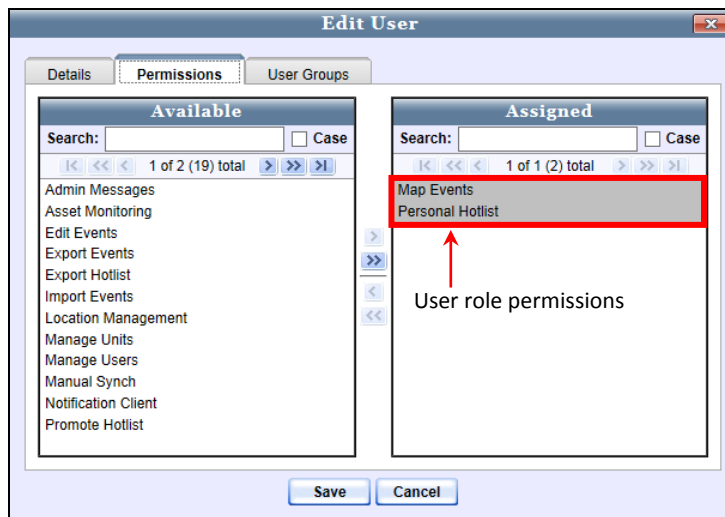 Edit User
Details Permissions User Groups
Available
Search: Case
1 of 2 (19) total
Admin Messages
Asset Monitoring
Edit Events
Export Events
Export Hotlist
Import Events
Location Management
Manage Units
Manage Users
Manual Synch
Notification Client
Promote Hotlist
Assigned
Search: Case
1 of 1 (2) total
Map Events
Personal Hotlist
User role permissions
Save Cancel